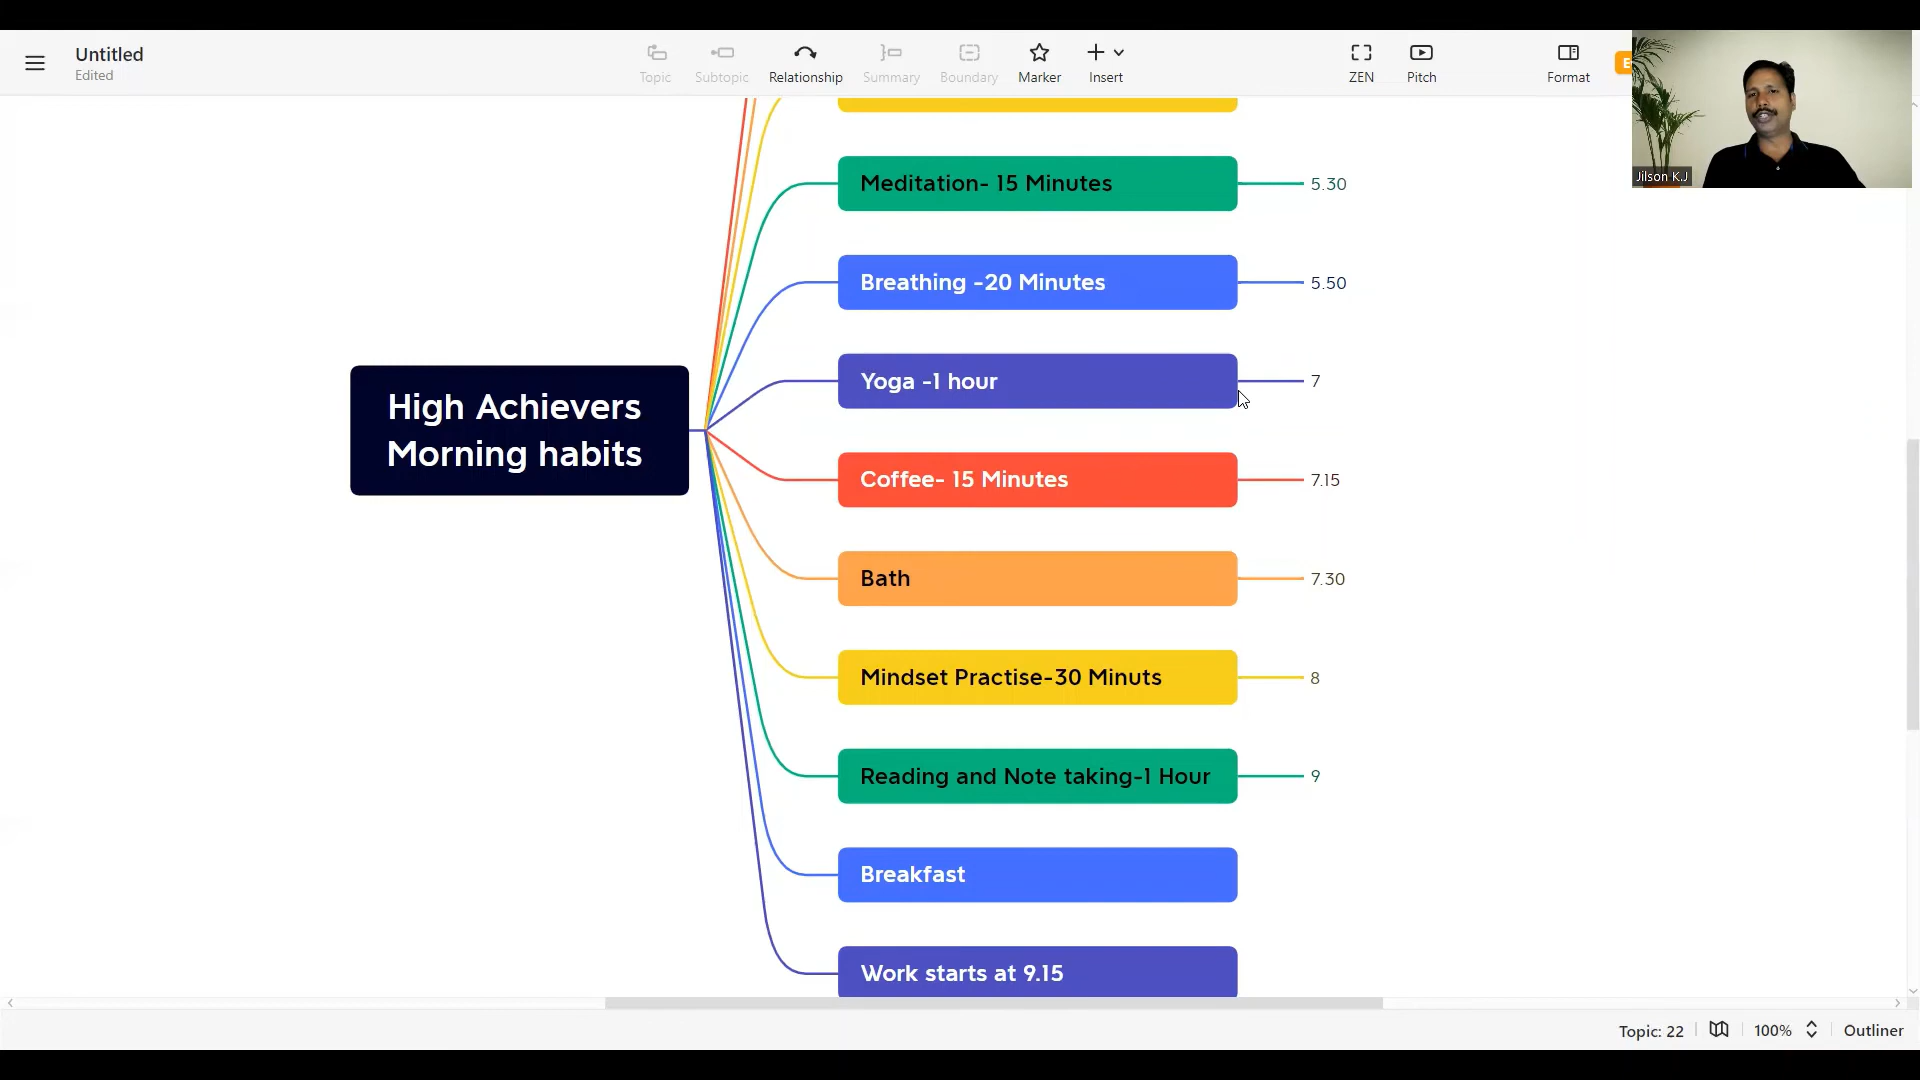 Untitled
Edited
Topic
Subtopic
Relationship
Summary
Boundary
Marker
Insert
ZEN
Pitch
Format
E
Jilson K.J
Meditation- 15 Minutes
5.30
Breathing -20 Minutes
5.50
Yoga -1 hour
7
High Achievers
Morning habits
Coffee- 15 Minutes
7.15
Bath
7.30
Mindset Practise-30 Minuts
8
Reading and Note taking-1 Hour
9
Breakfast
Work starts at 9.15
Topic: 22
100%
Outliner